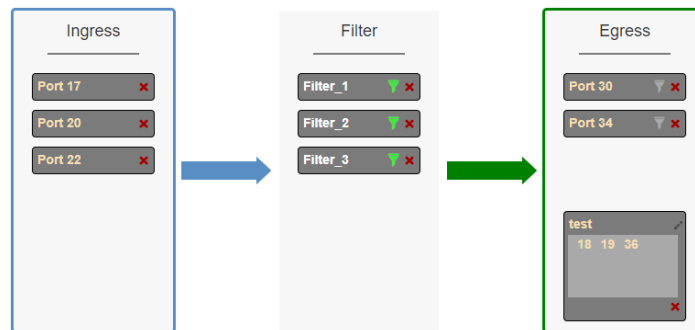 Ingress
Port 17
Port 20
Port 22
Filter
Filter_1
Filter_2
Filter_3
Egress
Port 30
Port 34
test
18 19 36